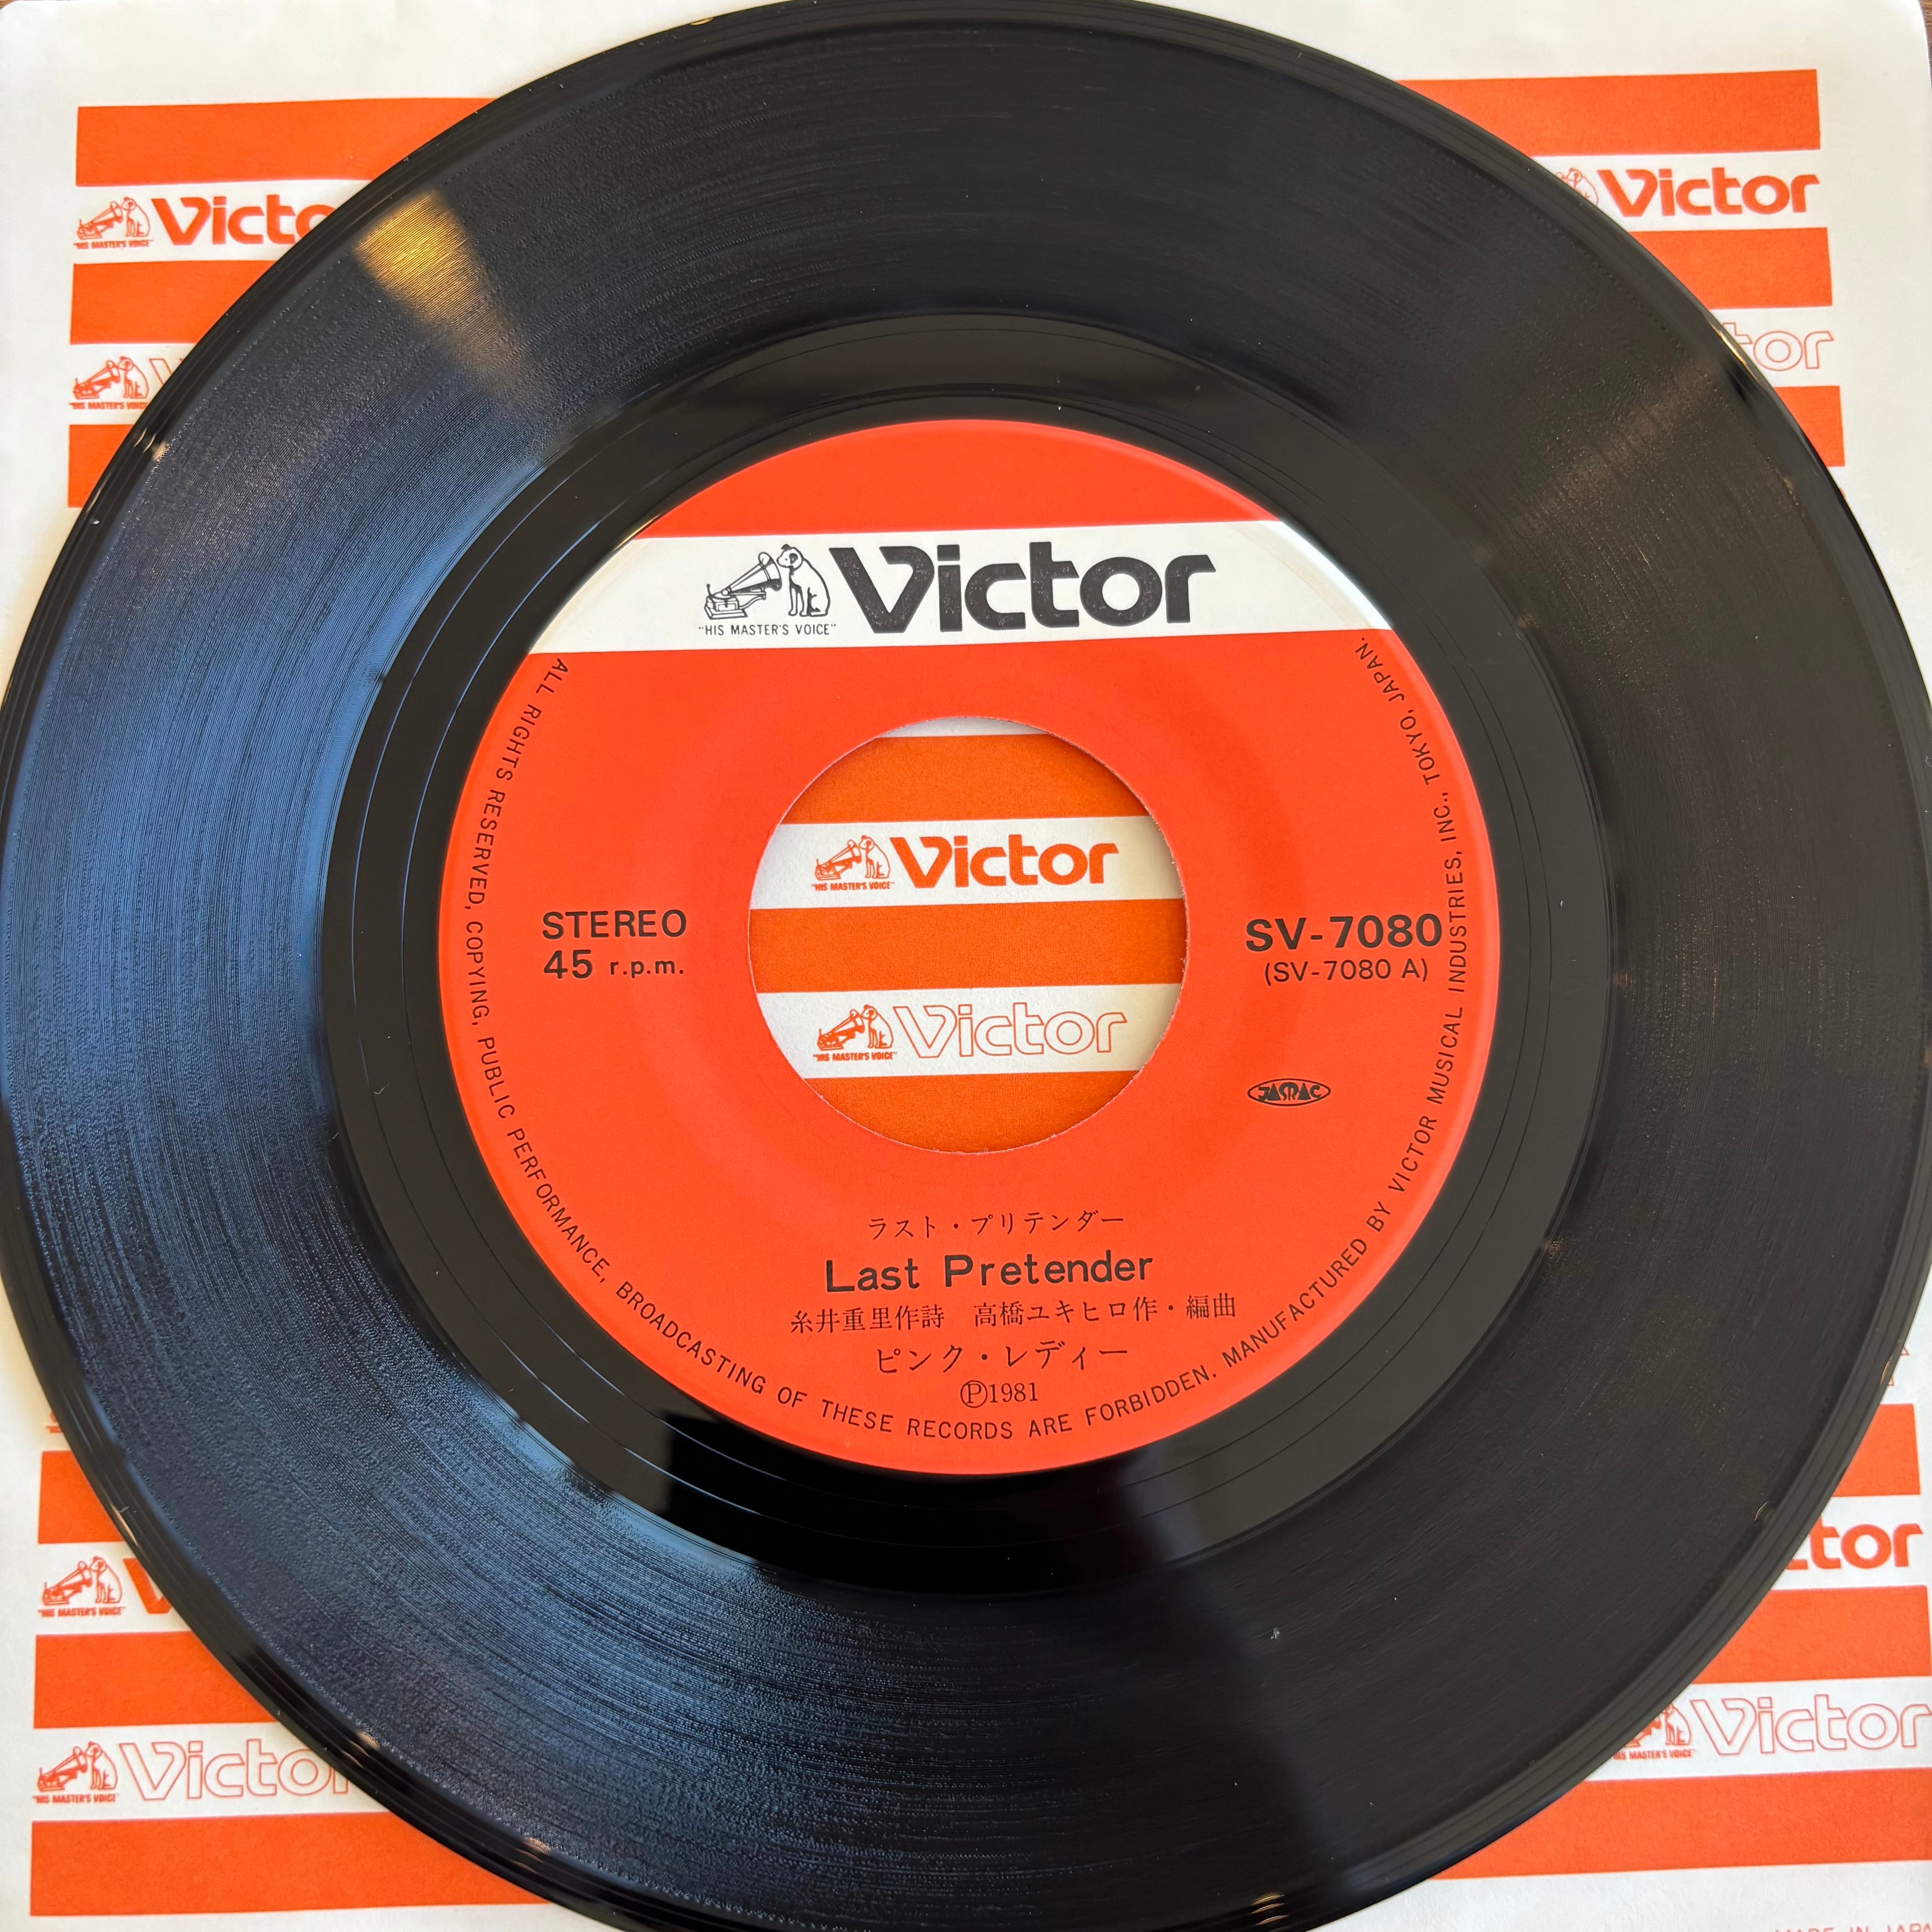 Victor
"HIS MASTER'S VOICE"
Victor
"HIS MASTER'S VOICE"
Victor
"HIS MASTER'S VOICE"
ALL RIGHTS RESERVED, COPYING, PUBLIC PERFORMANCE, BROADCASTING OF THESE RECORDS ARE FORBIDDEN. MANUFACTURED BY VICTOR MUSICAL INDUSTRIES, INC., TOKYO, JAPAN.
Victor
"HIS MASTER'S VOICE"
STEREO
45 r.p.m.
SV-7080
(SV-7080 A)
Victor
"HIS MASTER'S VOICE"
JASRAC
ラスト・プリテンダー
Last Pretender
糸井重里作詩 高橋ユキヒロ作・編曲
ピンク・レディー
Ⓟ1981
"HIS MASTER'S VOICE"
Victor
"HIS MASTER'S VOICE"
Victor
"HIS MASTER'S VOICE"